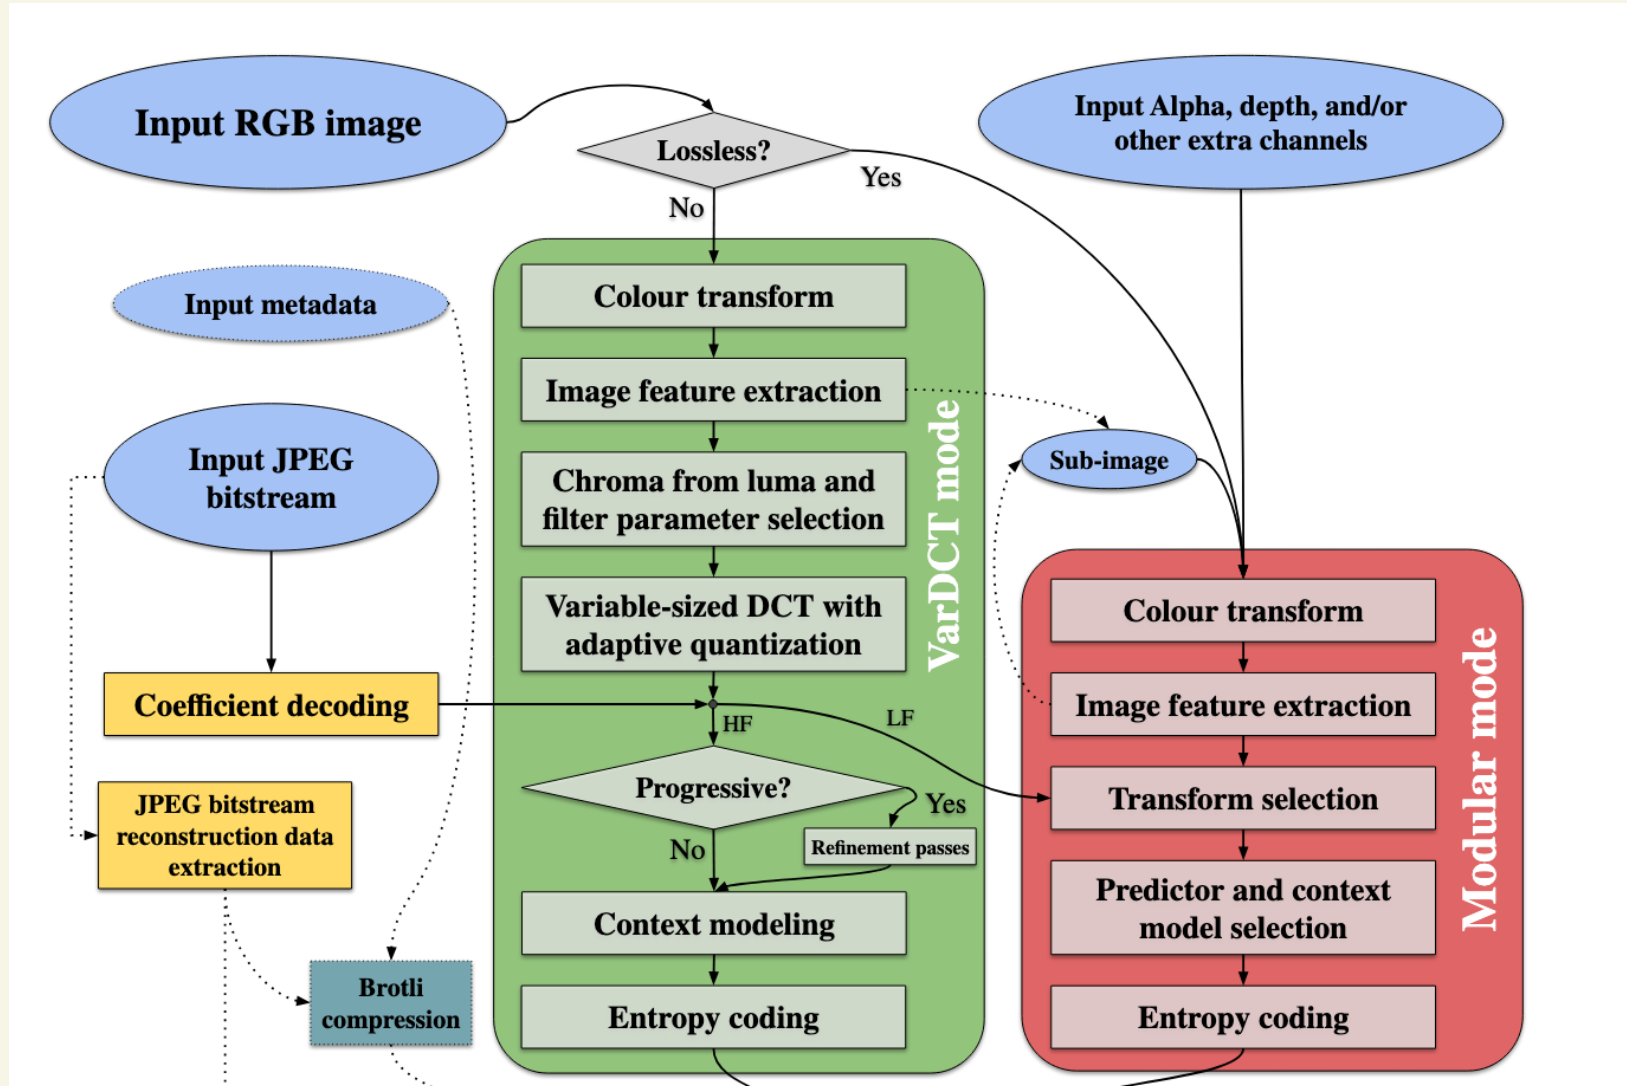 Input RGB image
Lossless?
Yes
No
Input Alpha, depth, and/or
other extra channels
Input metadata
Input JPEG
bitstream
Coefficient decoding
JPEG bitstream
reconstruction data
extraction
Brotli
compression
VarDCT mode
Colour transform
Image feature extraction
Chroma from luma and
filter parameter selection
Variable-sized DCT with
adaptive quantization
HF
LF
Progressive?
Yes
No
Refinement passes
Context modeling
Entropy coding
Sub-image
Modular mode
Colour transform
Image feature extraction
Transform selection
Predictor and context
model selection
Entropy coding